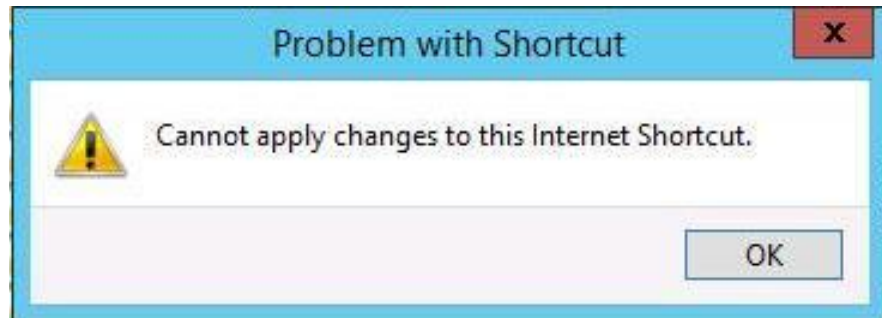 Problem with Shortcut
x
Cannot apply changes to this Internet Shortcut.
OK